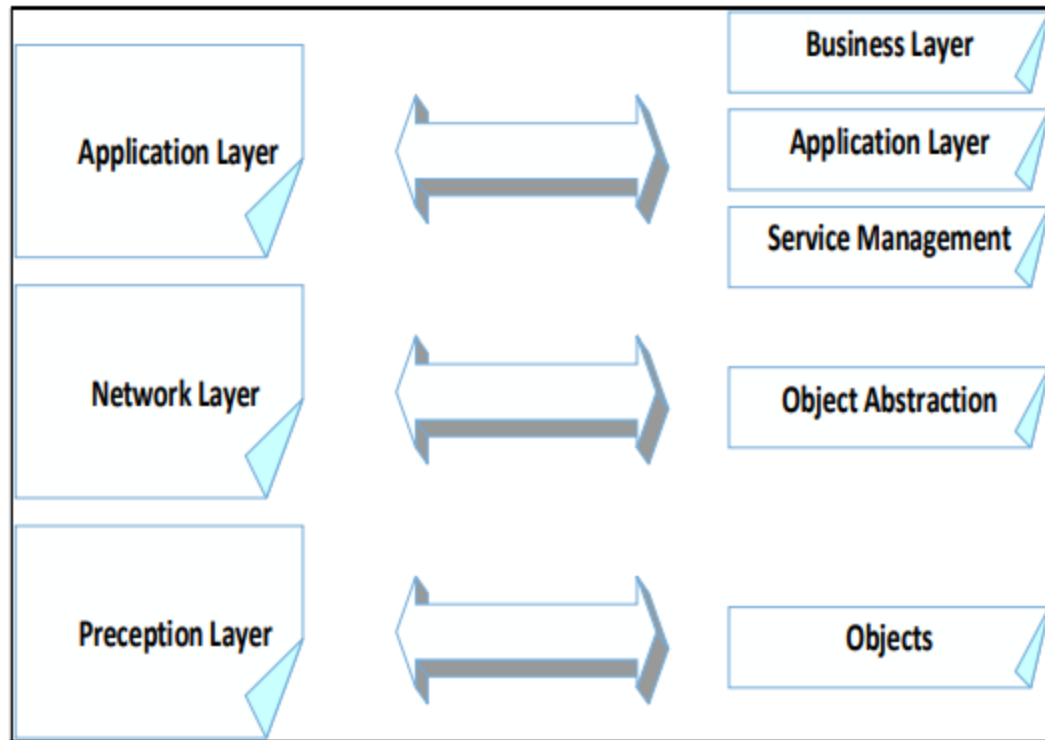 Application Layer
Business Layer
Application Layer
Service Management
Network Layer
Object Abstraction
Preception Layer
Objects